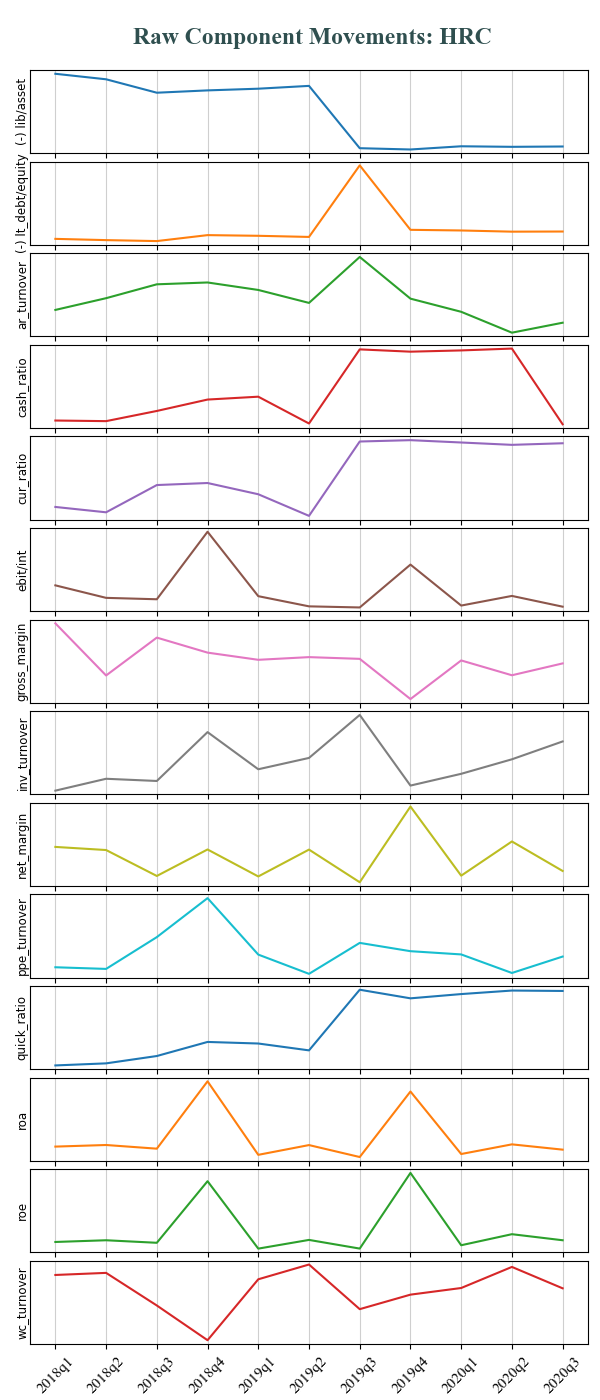 Raw Component Movements: HRC
(-) lib/asset
(-) lt_debt/equity
ar_turnover
cash_ratio
cur_ratio
ebit/int
gross_margin
inv_turnover
net_margin
ppe_turnover
quick_ratio
roa
roe
wc_turnover
2018q1 2018q2 2018q3 2018q4 2019q1 2019q2 2019q3 2019q4 2020q1 2020q2 2020q3